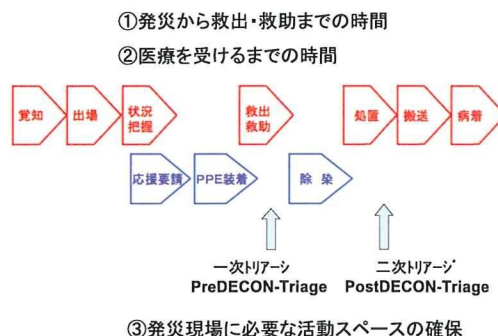 ①発災から救出・救助までの時間
②医療を受けるまでの時間
覚知
出場
状況
把握
救出
救助
処置
搬送
病着
応援要請
PPE装着
除 染
一次トリアージ
PreDECON-Triage
二次トリアージ
PostDECON-Triage
③発災現場に必要な活動スペースの確保